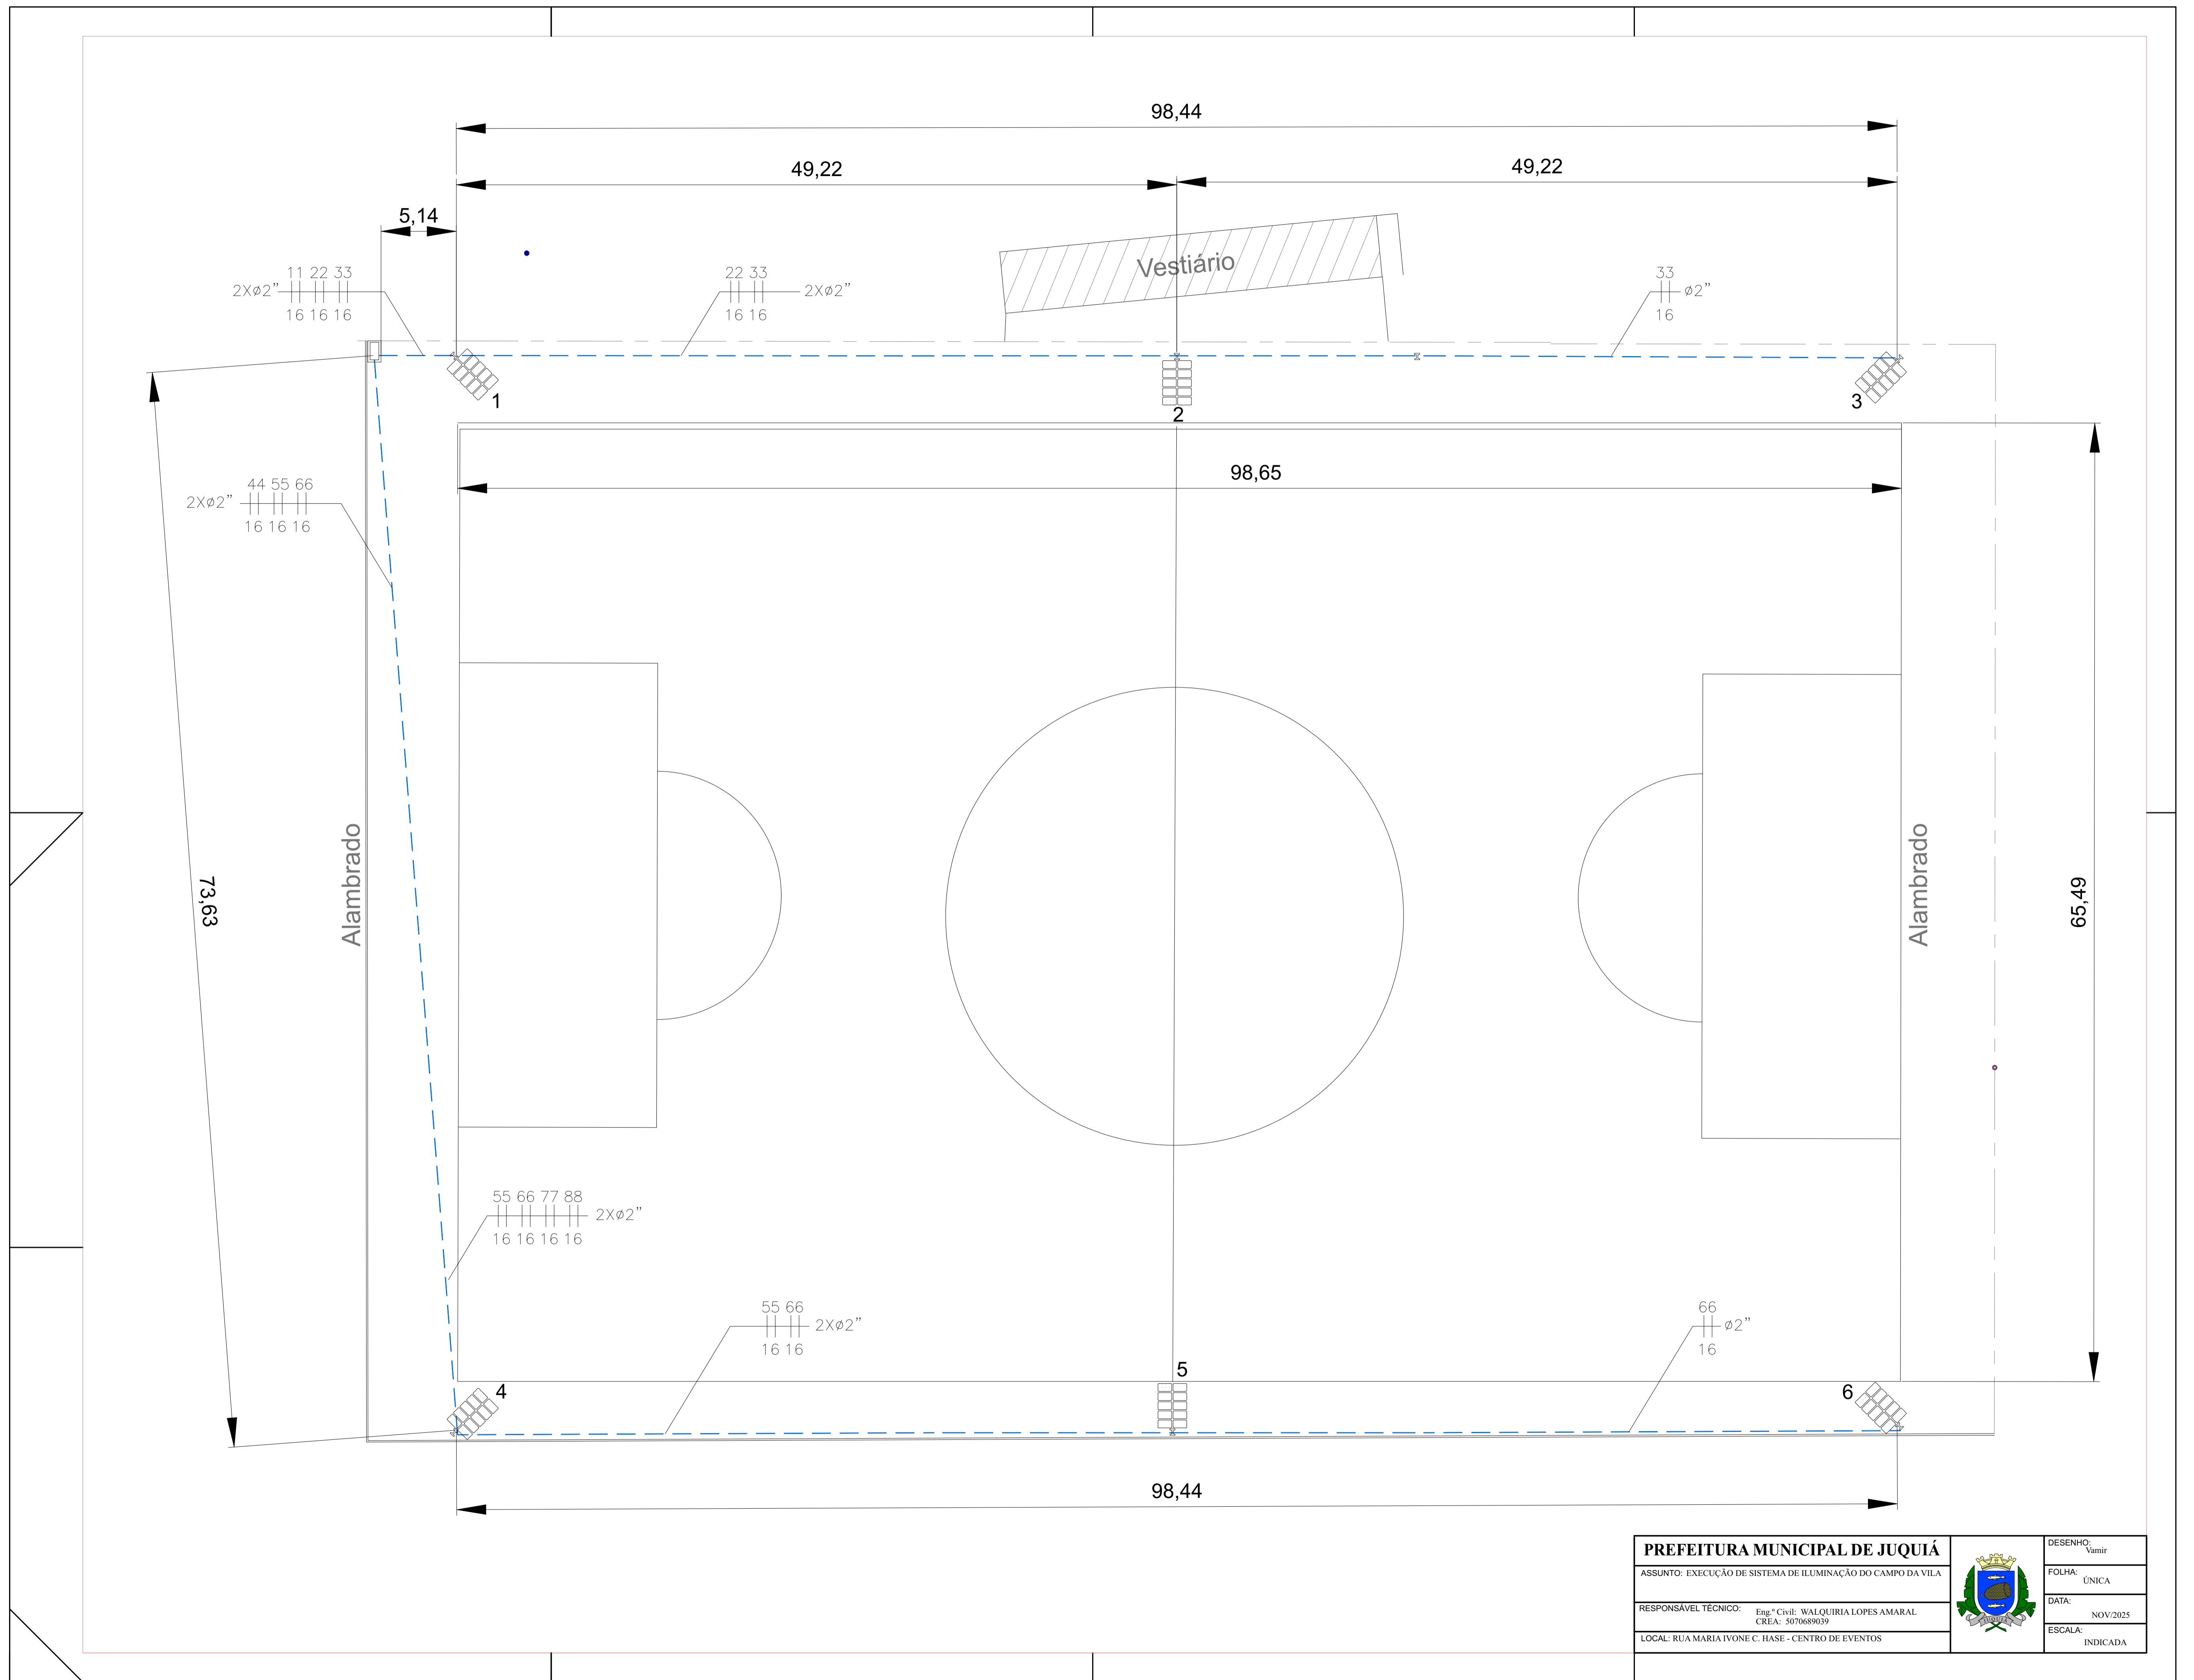 98,44
49,22
49,22
5,14
11 22 33
2Xø2"
16 16 16
22 33
2Xø2"
16 16
Vestiário
33
ø2"
16
1
2
3
98,65
44 55 66
2Xø2"
16 16 16
73,63
Alambrado
Alambrado
65,49
55 66 77 88
2Xø2"
16 16 16 16
55 66
2Xø2"
16 16
66
ø2"
16
4
5
6
98,44
PREFEITURA MUNICIPAL DE JUQUIÁ
ASSUNTO: EXECUÇÃO DE SISTEMA DE ILUMINAÇÃO DO CAMPO DA VILA
RESPONSÁVEL TÉCNICO: Eng.º Civil: WALQUIRIA LOPES AMARAL
CREA: 5070689039
LOCAL: RUA MARIA IVONE C. HASE - CENTRO DE EVENTOS
JUQUIÁ
DESENHO:
Vamir
FOLHA:
ÚNICA
DATA:
NOV/2025
ESCALA:
INDICADA